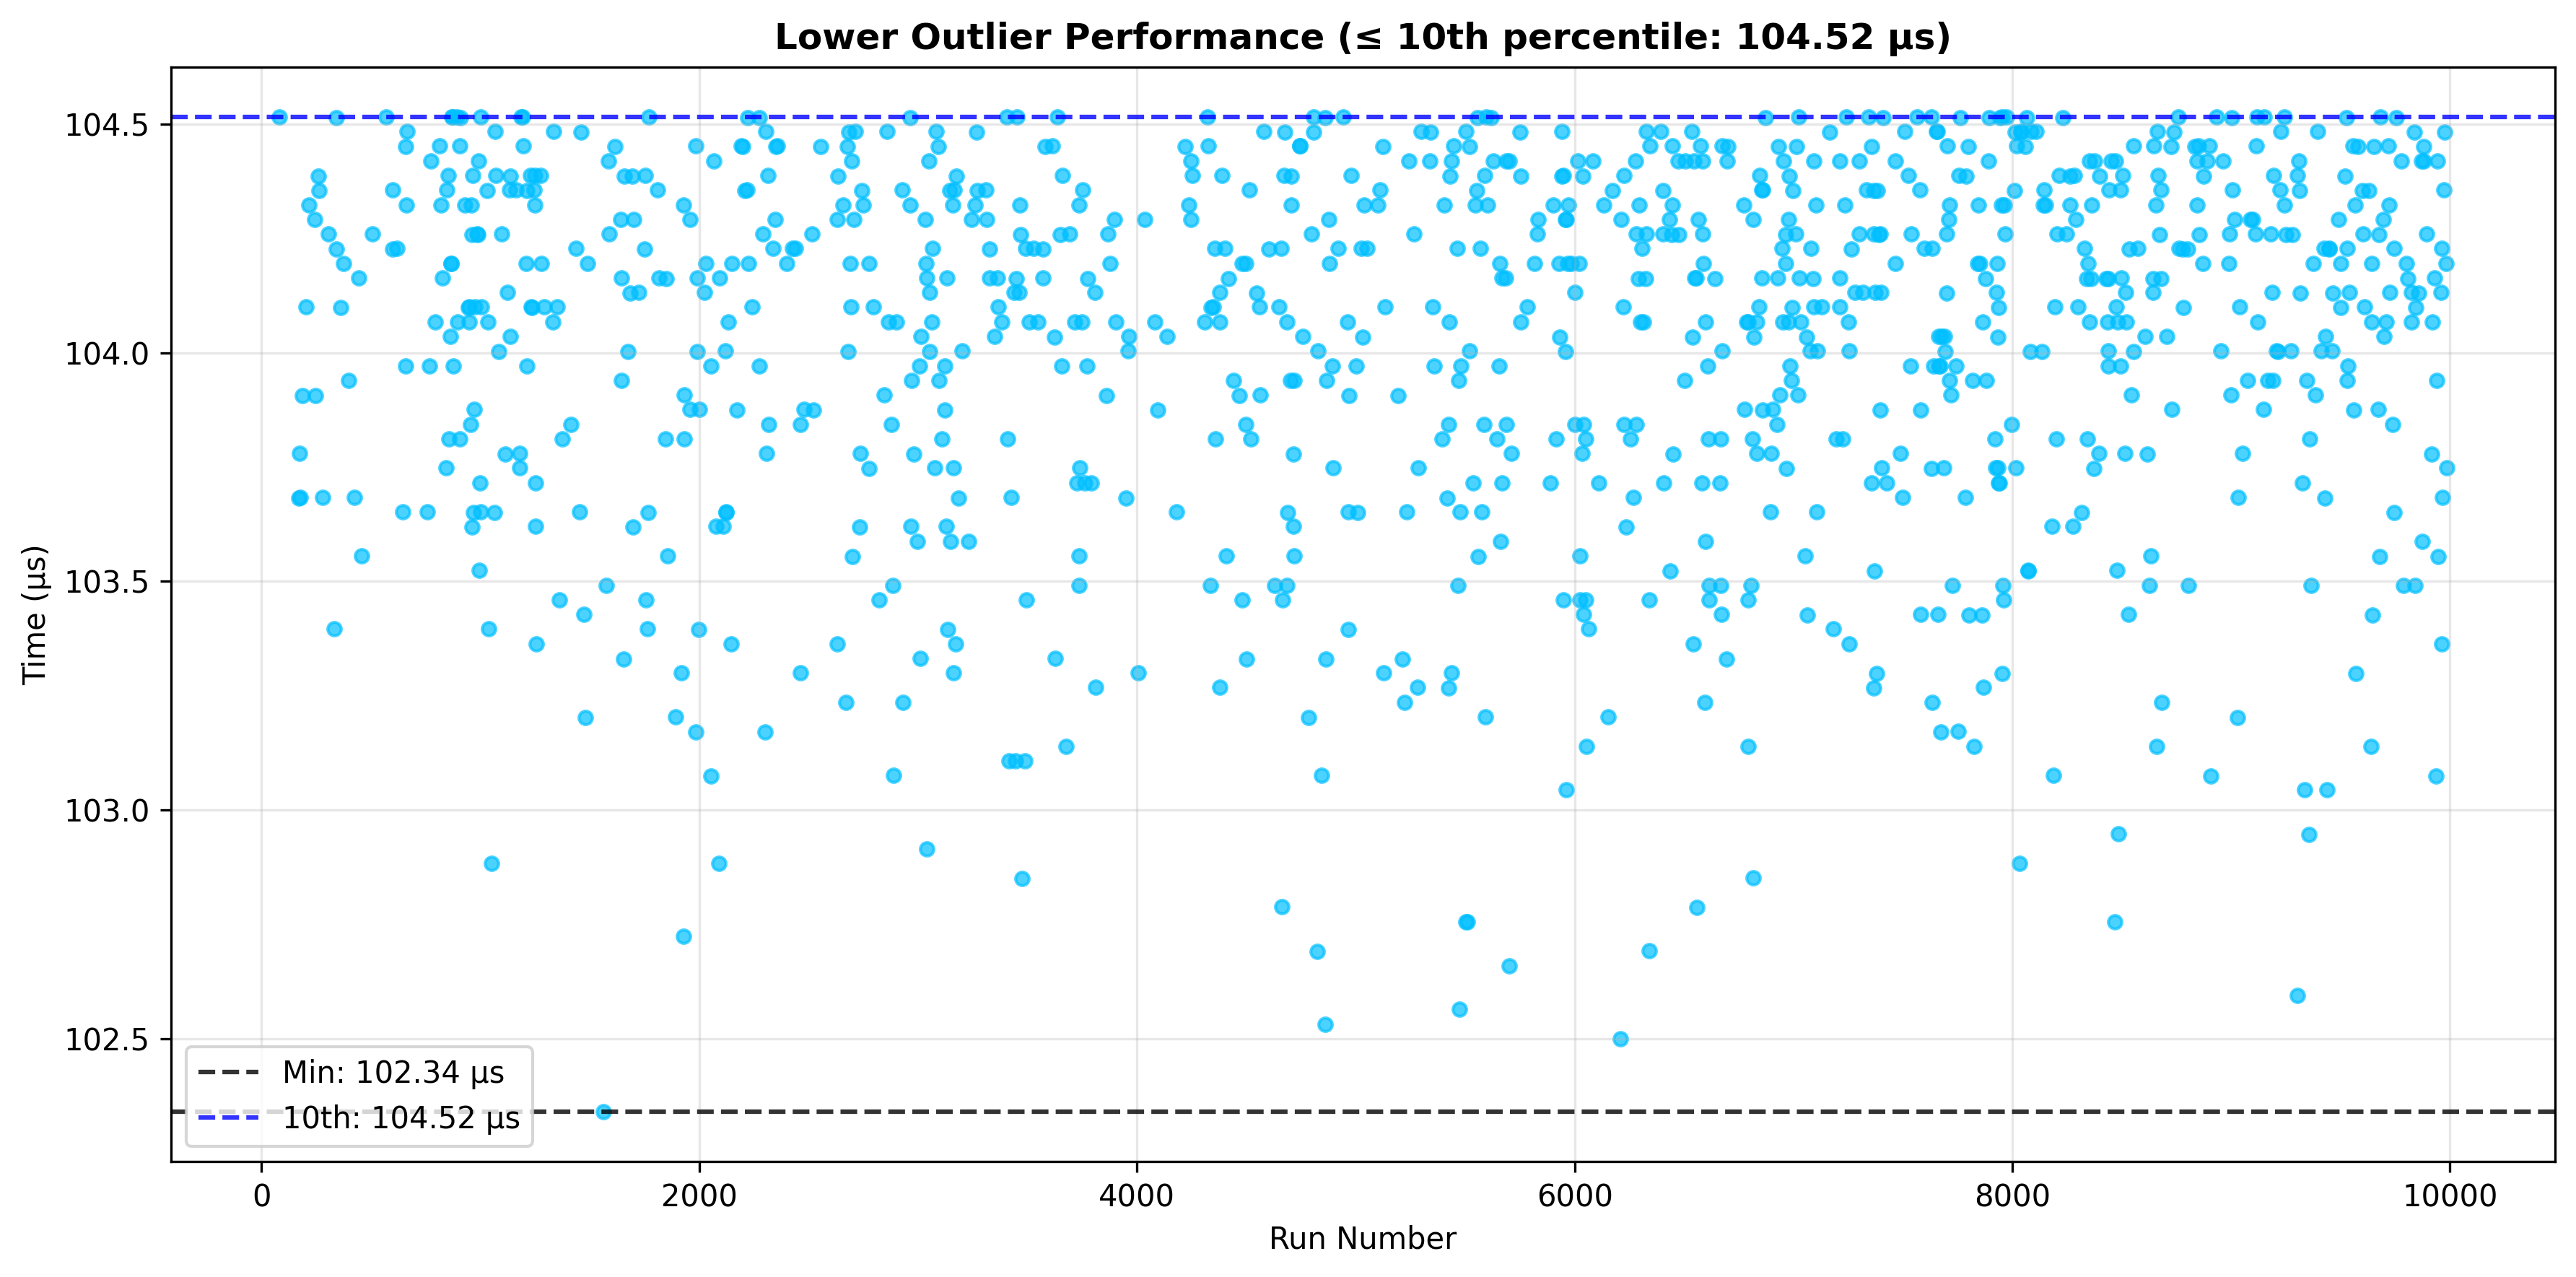 Lower Outlier Performance (≤ 10th percentile: 104.52 μs)
Time (μs)
104.5
104.0
103.5
103.0
102.5
Min: 102.34 μs
10th: 104.52 μs
0
2000
4000
6000
8000
10000
Run Number